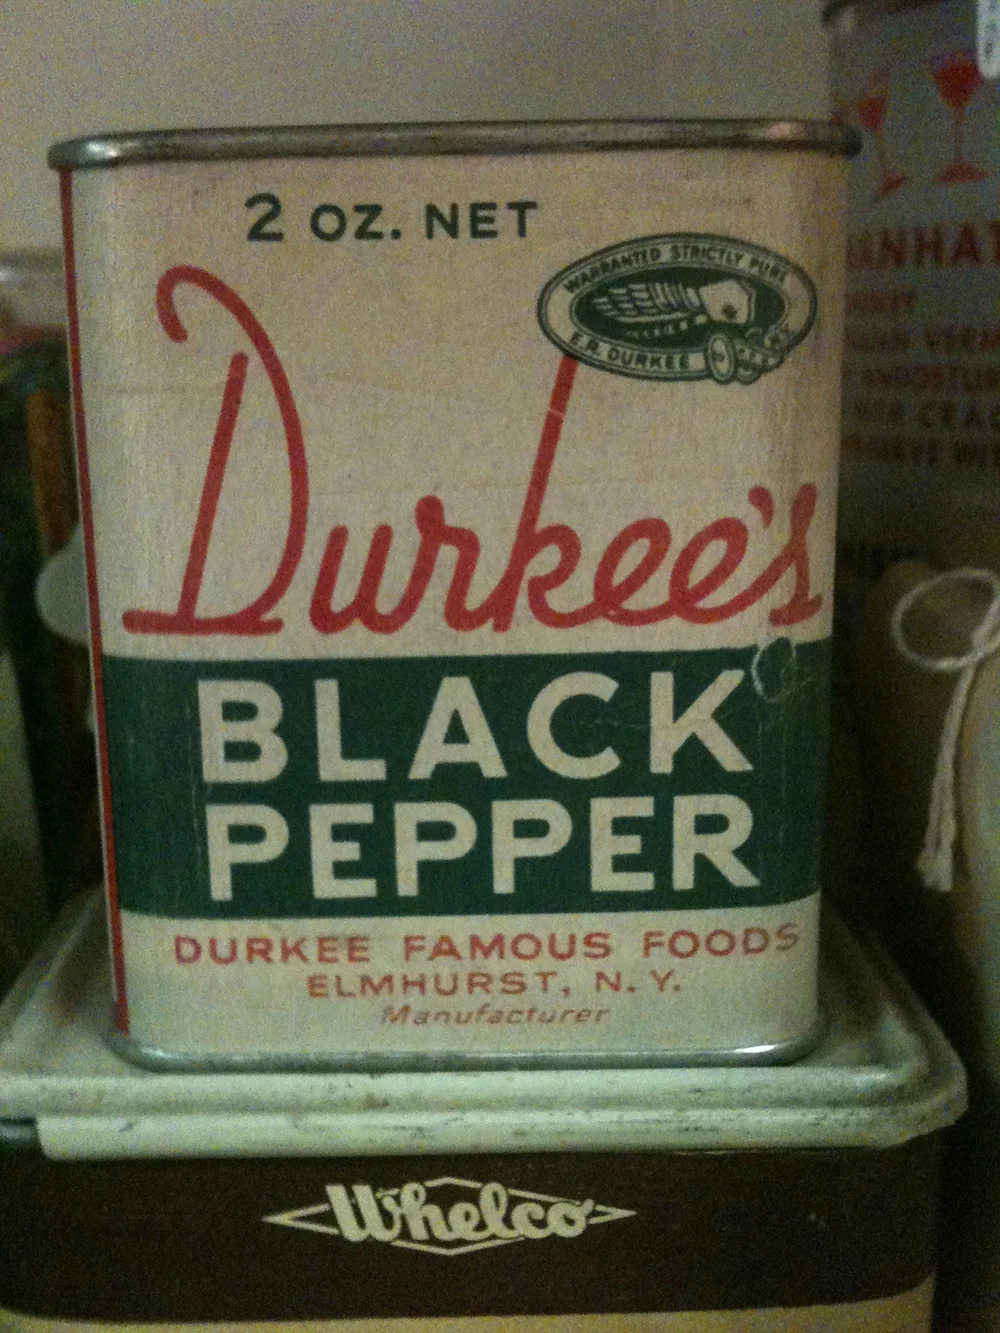 2 OZ. NET
WARRANTED STRICTLY PURE
E.R. DURKEE
Durkee's
BLACK
PEPPER
DURKEE FAMOUS FOODS
ELMHURST, N.Y.
Manufacturer
Whelco